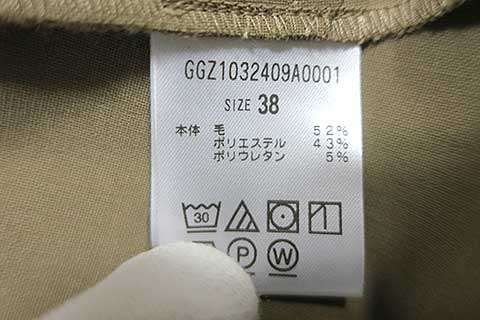 GGZ1032409A0001
SIZE 38
本体 毛 52%
ポリエステル 43%
ポリウレタン 5%
30
P W